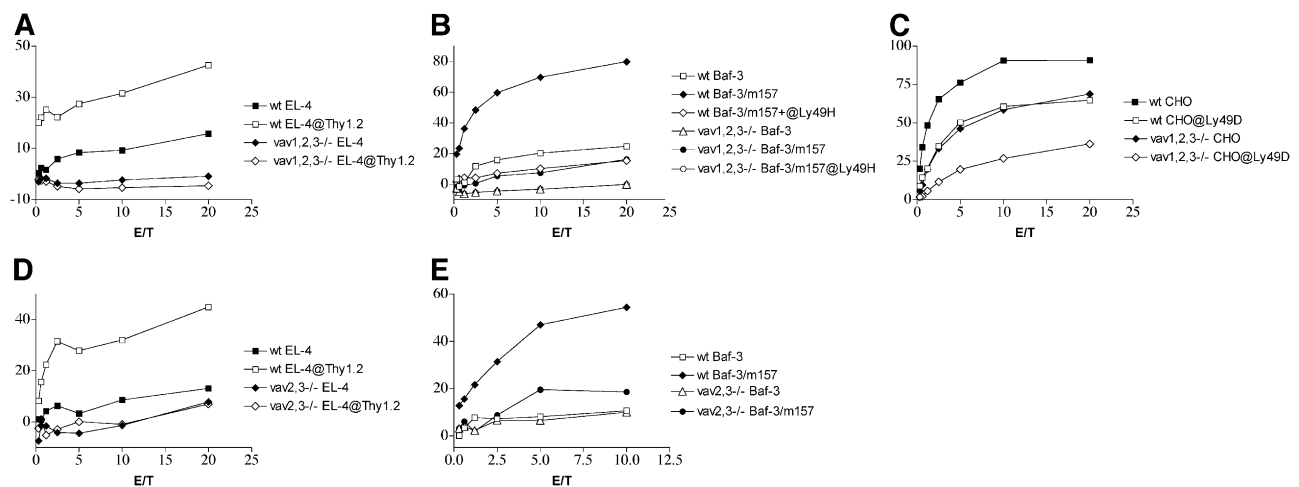 A
50
30
10
-10
0
5
10
15
20
25
E/T
wt EL-4
wt EL-4@Thy1.2
vav1,2,3-/- EL-4
vav1,2,3-/- EL-4@Thy1.2
B
80
60
40
20
0
0
5
10
15
20
25
E/T
wt Baf-3
wt Baf-3/m157
wt Baf-3/m157+@Ly49H
vav1,2,3-/- Baf-3
vav1,2,3-/- Baf-3/m157
vav1,2,3-/- Baf-3/m157@Ly49H
C
100
75
50
25
0
0
5
10
15
20
25
E/T
wt CHO
wt CHO@Ly49D
vav1,2,3-/- CHO
vav1,2,3-/- CHO@Ly49D
D
40
20
0
0
5
10
15
20
25
E/T
wt EL-4
wt EL-4@Thy1.2
vav2,3-/- EL-4
vav2,3-/- EL-4@Thy1.2
E
60
40
20
0
0.0
2.5
5.0
7.5
10.0
12.5
E/T
wt Baf-3
wt Baf-3/m157
vav2,3-/- Baf-3
vav2,3-/- Baf-3/m157